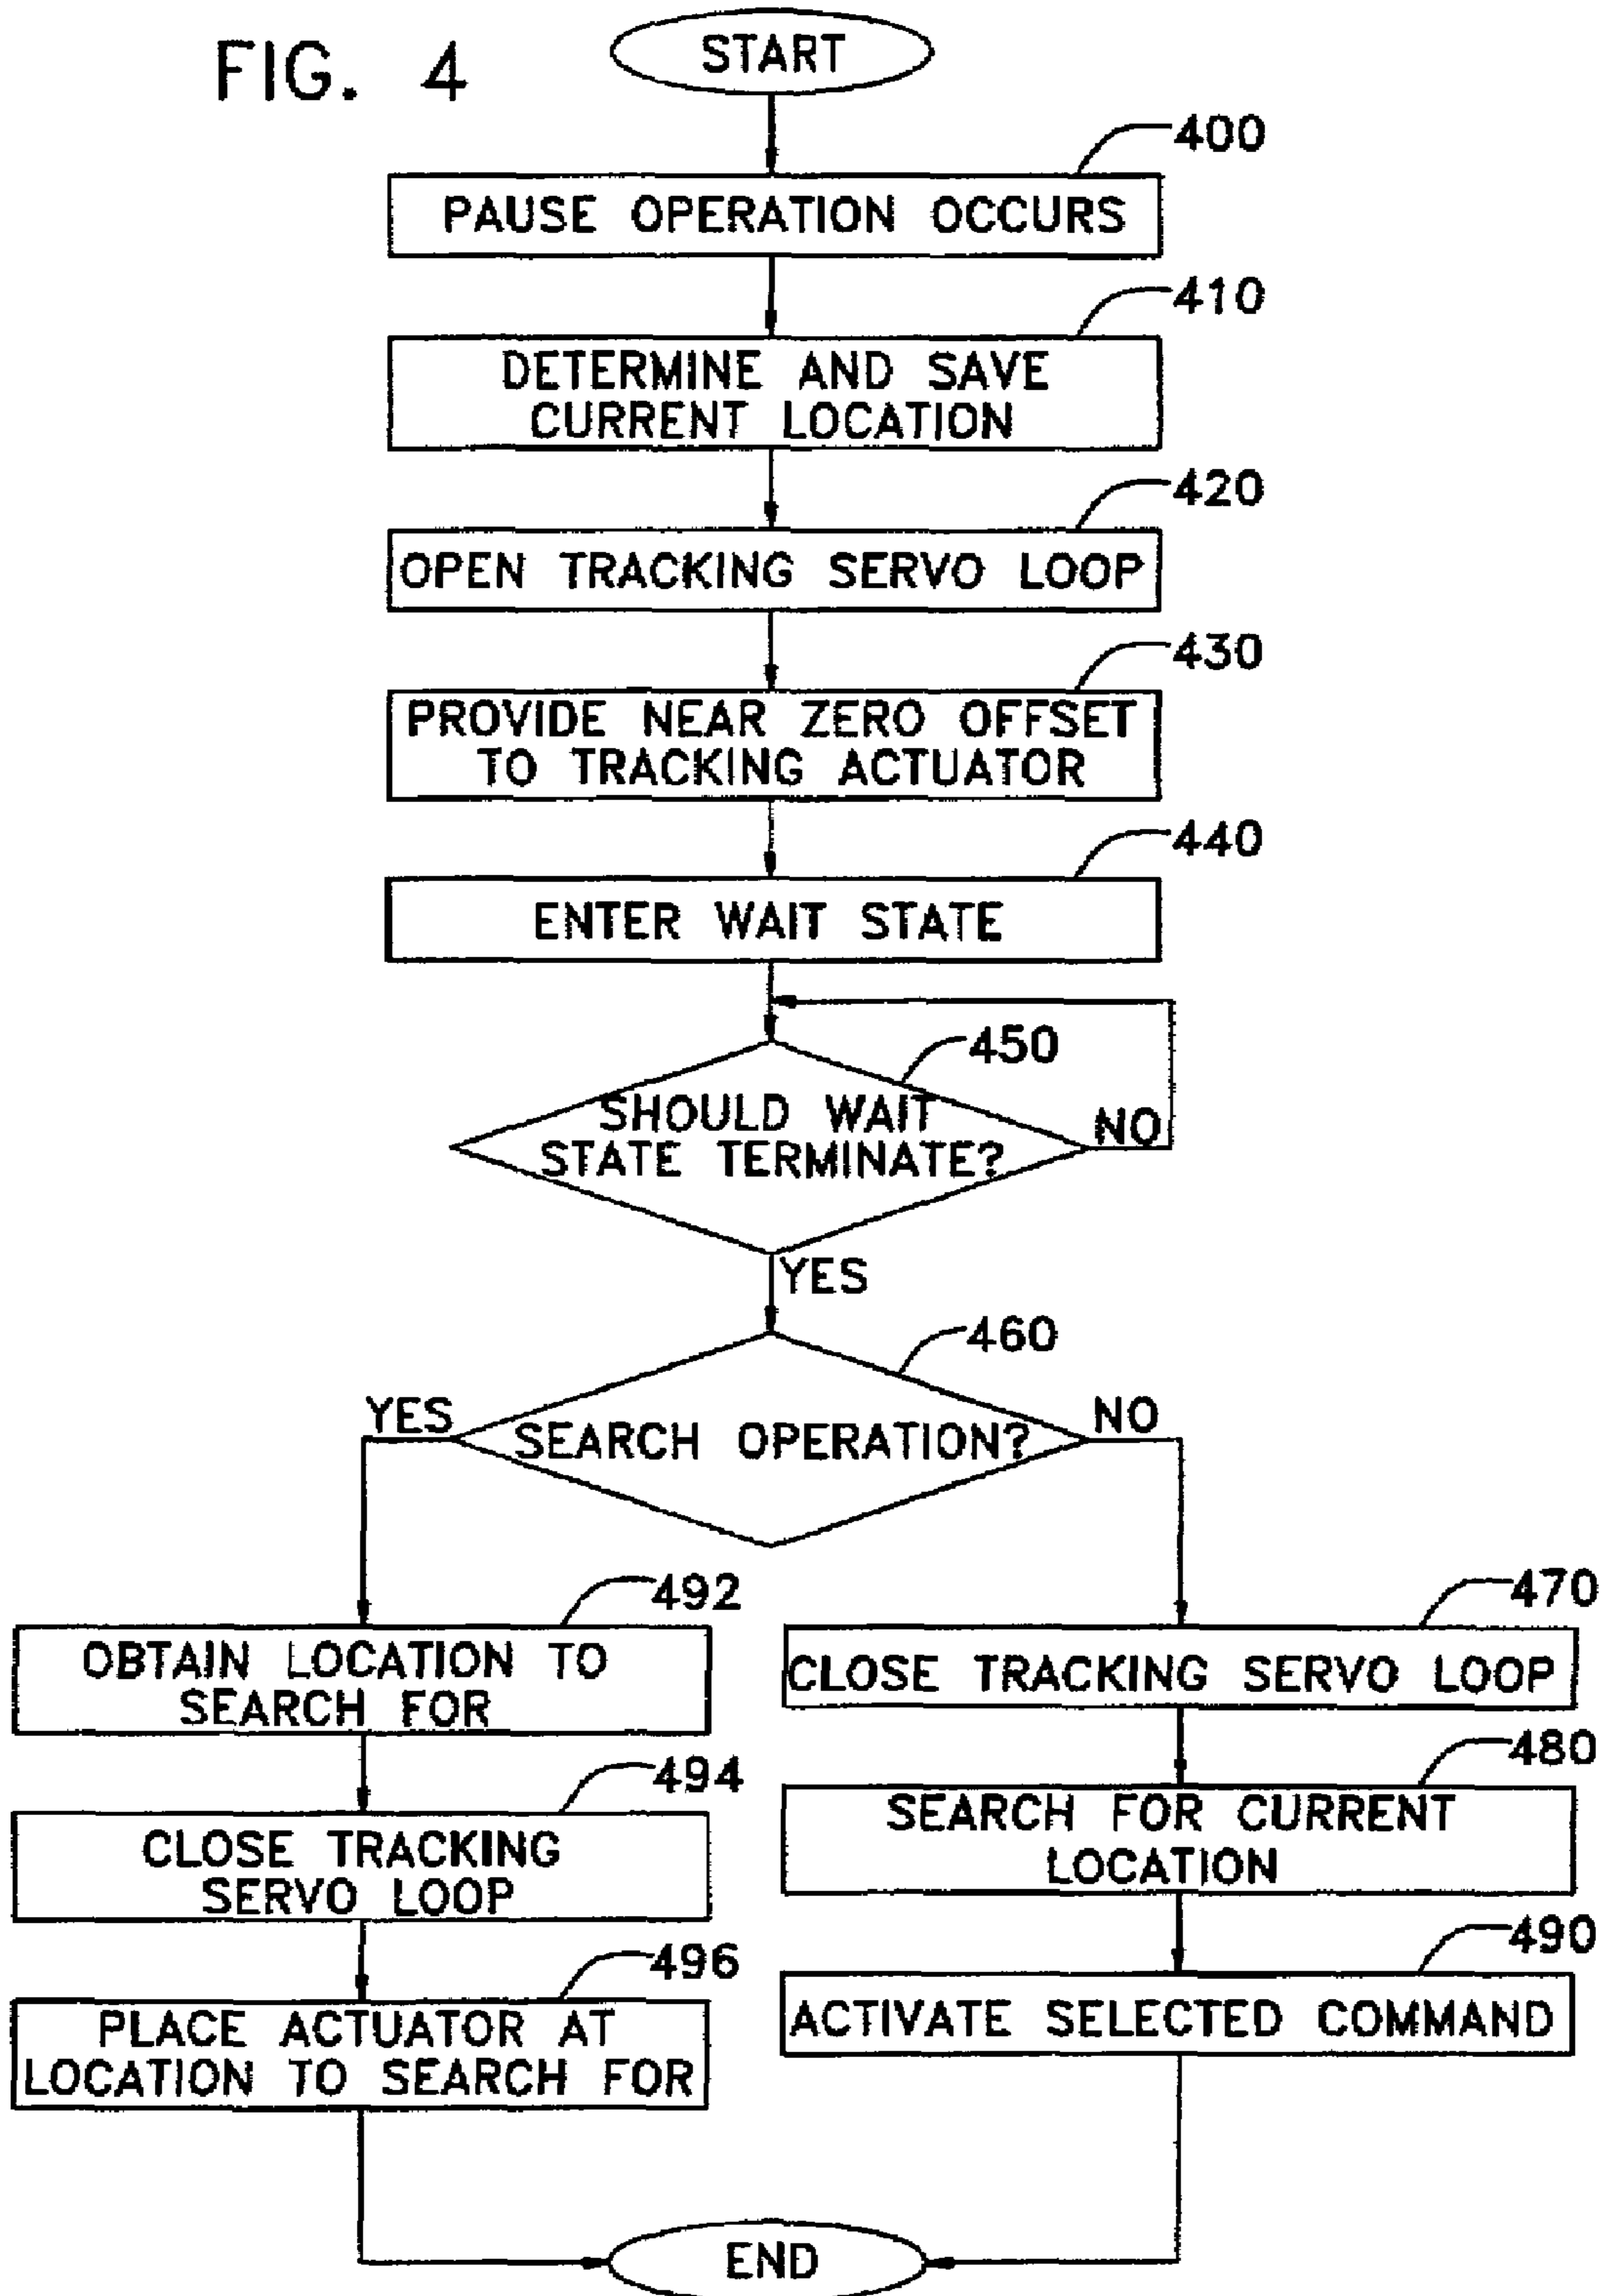 FIG. 4
START
400
PAUSE OPERATION OCCURS
410
DETERMINE AND SAVE
CURRENT LOCATION
420
OPEN TRACKING SERVO LOOP
430
PROVIDE NEAR ZERO OFFSET
TO TRACKING ACTUATOR
440
ENTER WAIT STATE
450
SHOULD WAIT
STATE TERMINATE?
NO
YES
460
SEARCH OPERATION?
YES
NO
492
OBTAIN LOCATION TO
SEARCH FOR
494
CLOSE TRACKING
SERVO LOOP
496
PLACE ACTUATOR AT
LOCATION TO SEARCH FOR
470
CLOSE TRACKING SERVO LOOP
480
SEARCH FOR CURRENT
LOCATION
490
ACTIVATE SELECTED COMMAND
END